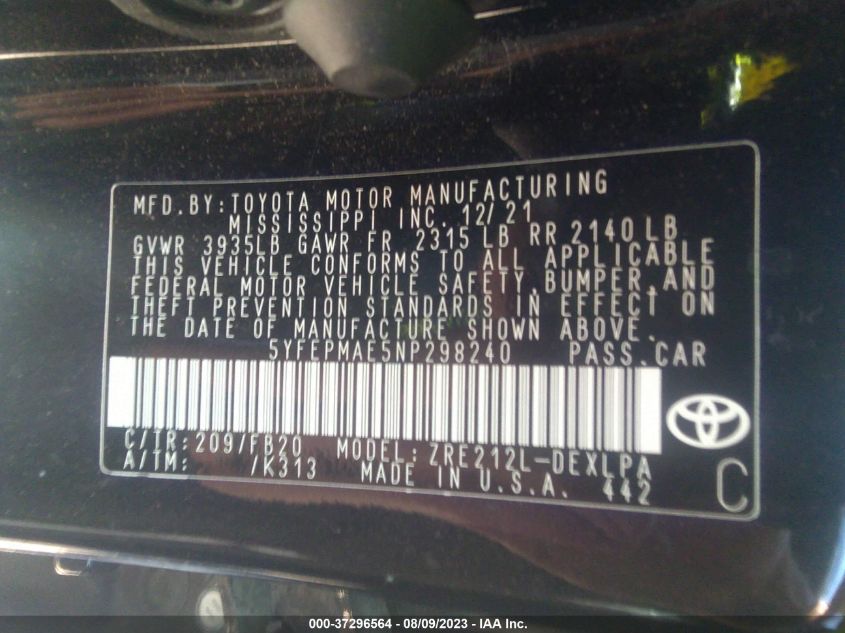 MFD.BY:TOYOTA MOTOR MANUFACTURING
MISSISSIPPI INC. 12/21
GVWR 3935LB GAWR FR 2315 LB RR 2140 LB
THIS VEHICLE CONFORMS TO ALL APPLICABLE
FEDERAL MOTOR VEHICLE SAFETY,BUMPER,AND
THEFT PREVENTION STANDARDS IN EFFECT ON
THE DATE OF MANUFACTURE SHOWN ABOVE.
5YFEPMAE5NP298240 PASS.CAR
C/TR:209/FB20 MODEL:ZRE212L-DEXLPA
A/TM: /K313 MADE IN U.S.A. 442
C
000-37296564 - 08/09/2023 - IAA Inc.